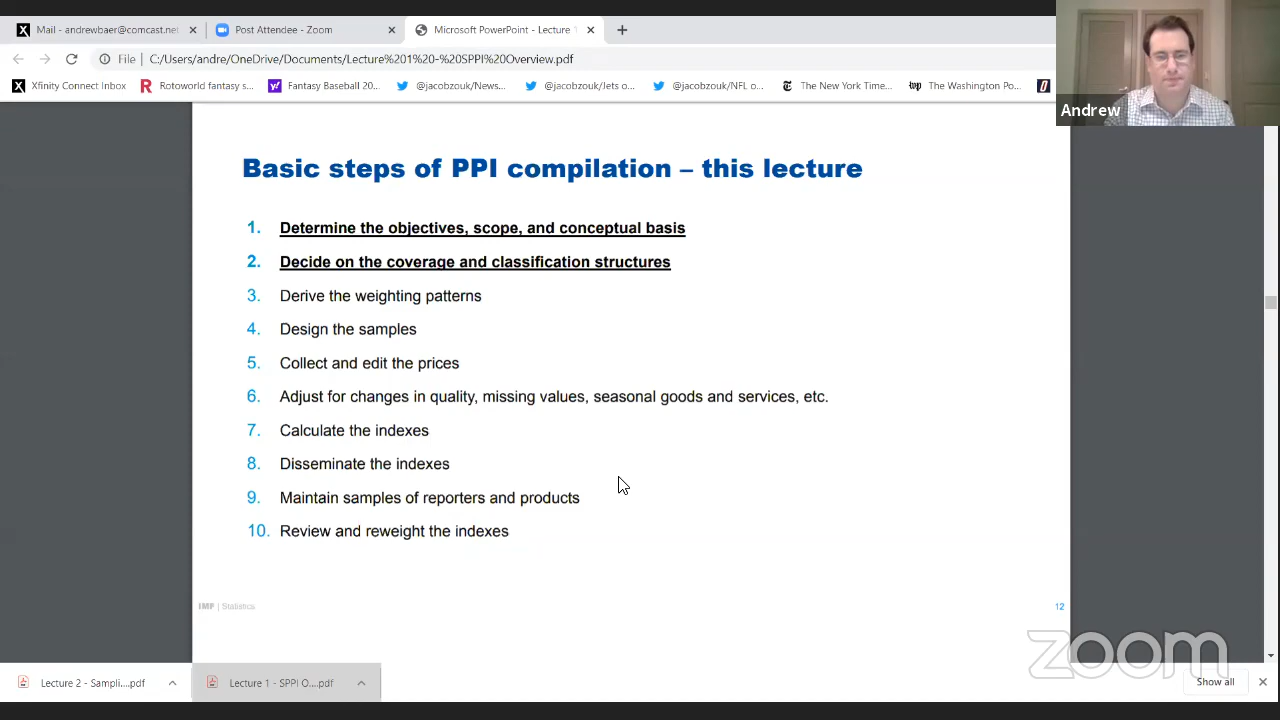 Mail - andrewbaer@comcast.net
Post Attendee - Zoom
Microsoft PowerPoint - Lecture 1
File | C:/Users/andre/OneDrive/Documents/Lecture%201%20-%20SPPI%20Overview.pdf
Xfinity Connect Inbox
Rotoworld fantasy s...
Fantasy Baseball 20...
@jacobzouk/News...
@jacobzouk/Jets o...
@jacobzouk/NFL o...
The New York Time...
The Washington Po...
Andrew
Basic steps of PPI compilation – this lecture
1. Determine the objectives, scope, and conceptual basis
2. Decide on the coverage and classification structures
3. Derive the weighting patterns
4. Design the samples
5. Collect and edit the prices
6. Adjust for changes in quality, missing values, seasonal goods and services, etc.
7. Calculate the indexes
8. Disseminate the indexes
9. Maintain samples of reporters and products
10. Review and reweight the indexes
IMF | Statistics
12
zoom
Lecture 2 - Sampli....pdf
Lecture 1 - SPPI O....pdf
Show all